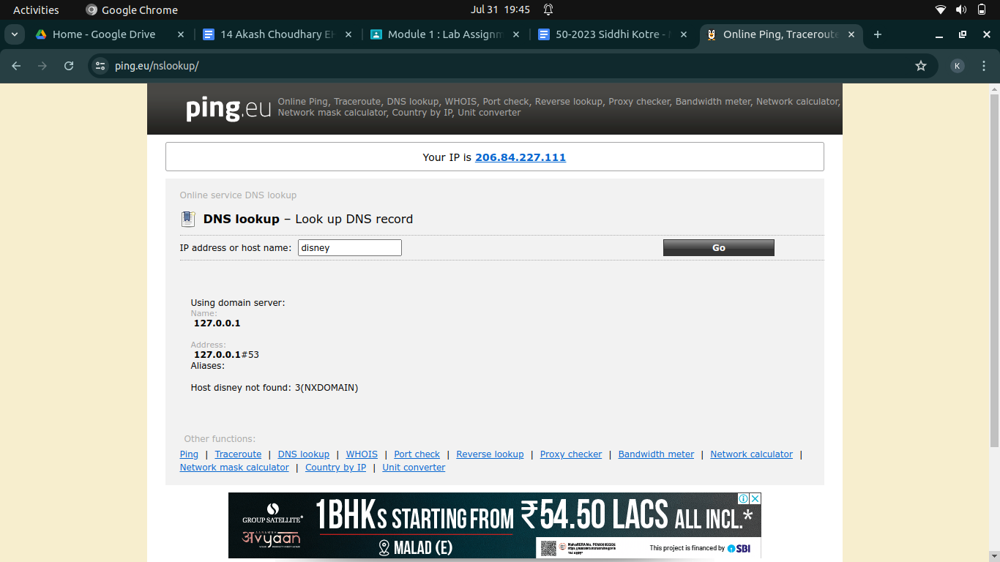 Activities
Google Chrome
Jul 31 19:45
Home - Google Drive
14 Akash Choudhary EH
Module 1 : Lab Assignm
50-2023 Siddhi Kotre -
Online Ping, Traceroute
ping.eu/nslookup/
K
ping.eu
Online Ping, Traceroute, DNS lookup, WHOIS, Port check, Reverse lookup, Proxy checker, Bandwidth meter, Network calculator,
Network mask calculator, Country by IP, Unit converter
Your IP is 206.84.227.111
Online service DNS lookup
DNS lookup – Look up DNS record
IP address or host name: disney Go
Using domain server:
Name:
127.0.0.1
Address:
127.0.0.1#53
Aliases:
Host disney not found: 3(NXDOMAIN)
Other functions:
Ping | Traceroute | DNS lookup | WHOIS | Port check | Reverse lookup | Proxy checker | Bandwidth meter | Network calculator |
Network mask calculator | Country by IP | Unit converter
GROUP SATELLITE
AARAMBH
अvyaan
YOUR PERFECT FIRST HOME
1BHKs STARTING FROM ₹54.50 LACS ALL INCL.*
MALAD (E)
This project is financed by SBI